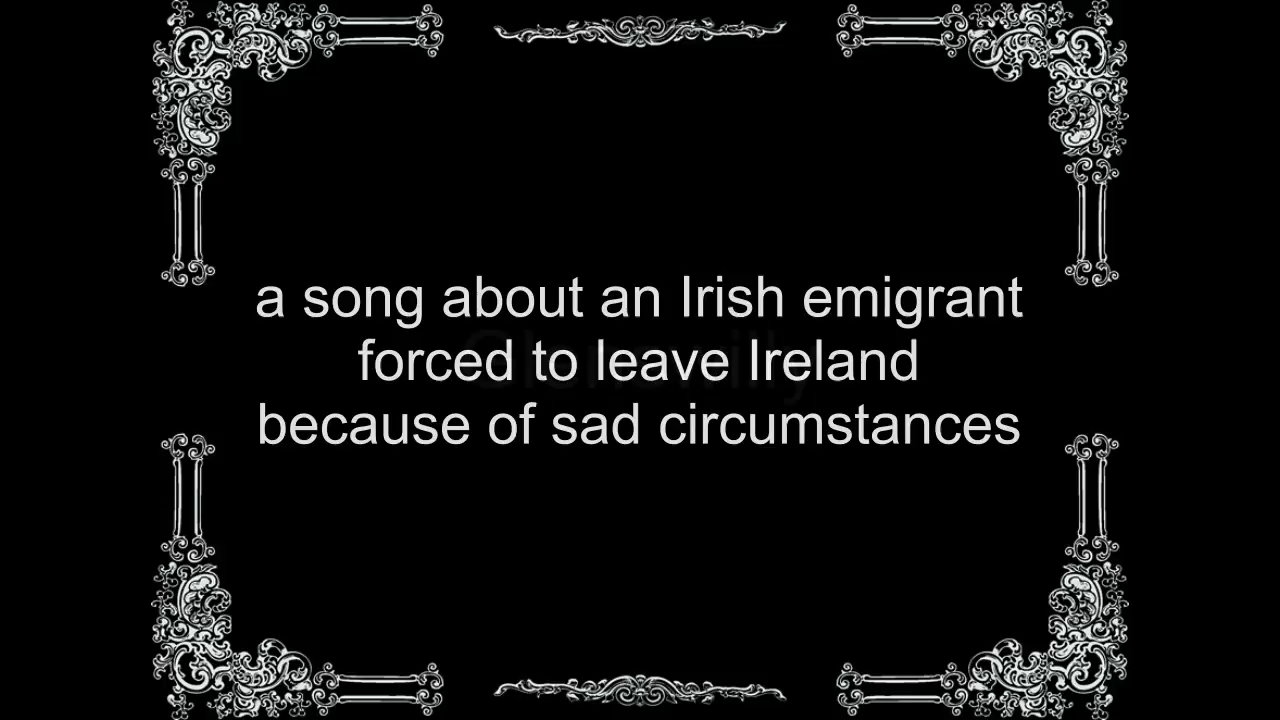 a song about an Irish emigrant
forced to leave Ireland
because of sad circumstances